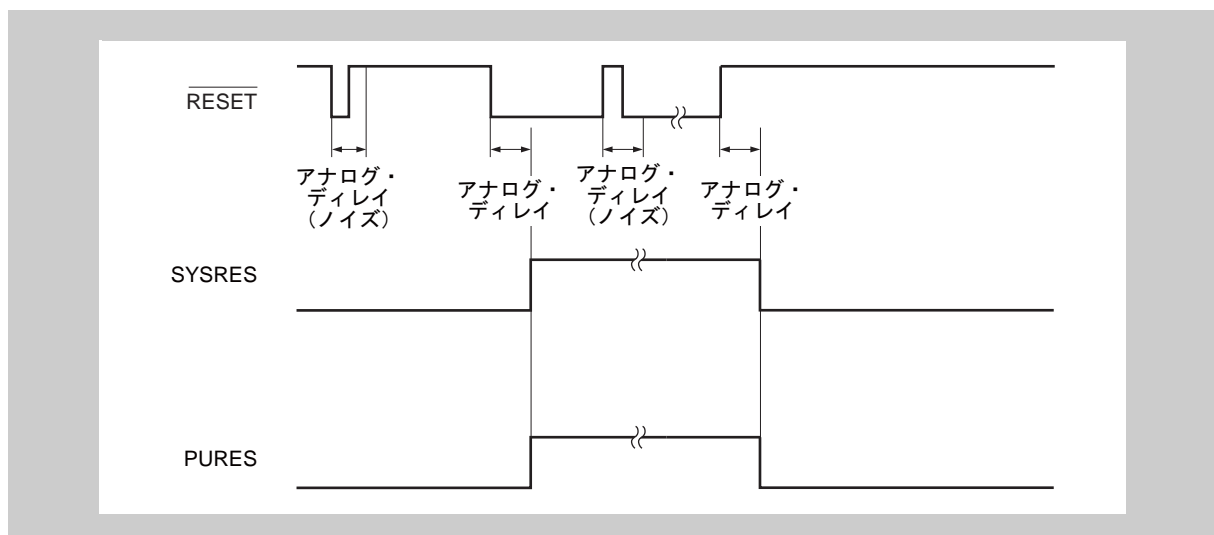 RESET
アナログ・
ディレイ
(ノイズ)
アナログ・
ディレイ
アナログ・
ディレイ
(ノイズ)
アナログ・
ディレイ
SYSRES
PURES